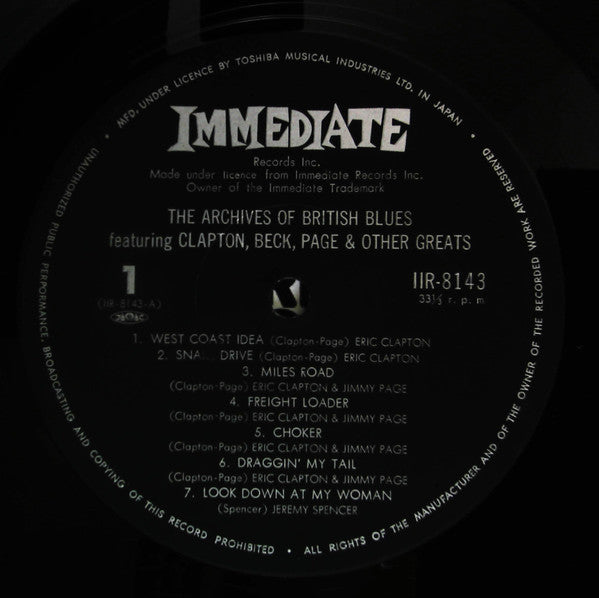 • MFD. UNDER LICENCE BY TOSHIBA MUSICAL INDUSTRIES LTD. IN JAPAN •
IMMEDIATE
Records Inc.
Made under licence from Immediate Records Inc.
Owner of the Immediate Trademark
THE ARCHIVES OF BRITISH BLUES
featuring CLAPTON, BECK, PAGE & OTHER GREATS
1
(IIR-8143-A)
IIR-8143
33⅓ r. p. m
1. WEST COAST IDEA (Clapton-Page) ERIC CLAPTON
2. DRIVE (Clapton-Page) ERIC CLAPTON
3. MILES ROAD
(Clapton-Page) ERIC CLAPTON & JIMMY PAGE
4. FREIGHT LOADER
(Clapton-Page) ERIC CLAPTON & JIMMY PAGE
5. CHOKER
(Clapton-Page) ERIC CLAPTON & JIMMY PAGE
6. DRAGGIN' MY TAIL
(Clapton-Page) ERIC CLAPTON & JIMMY PAGE
7. LOOK DOWN AT MY WOMAN
(Spencer) JEREMY SPENCER
UNAUTHORIZED PUBLIC PERFORMANCE, BROADCASTING AND COPYING OF THIS RECORD PROHIBITED • ALL RIGHTS OF THE MANUFACTURER AND OF THE OWNER OF THE RECORDED WORK ARE RESERVED